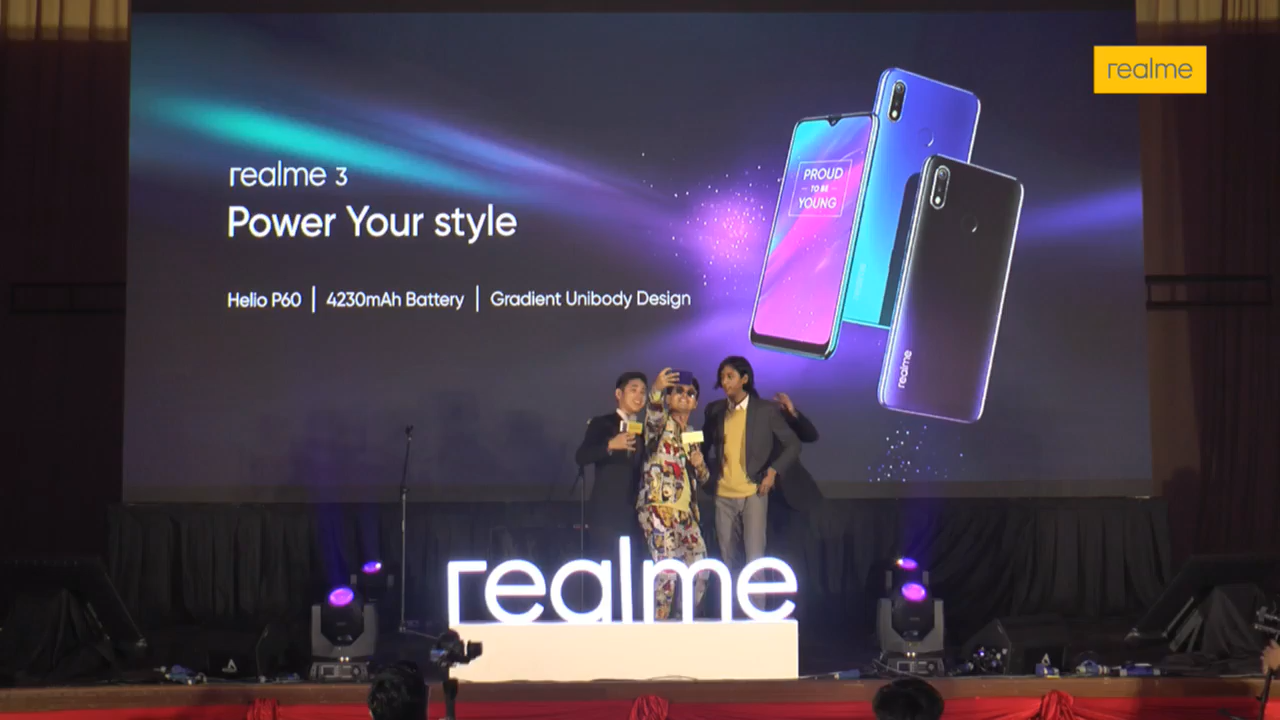 realme
realme 3
Power Your style
Helio P60 | 4230mAh Battery | Gradient Unibody Design
PROUD
TO BE
YOUNG
realme
realme